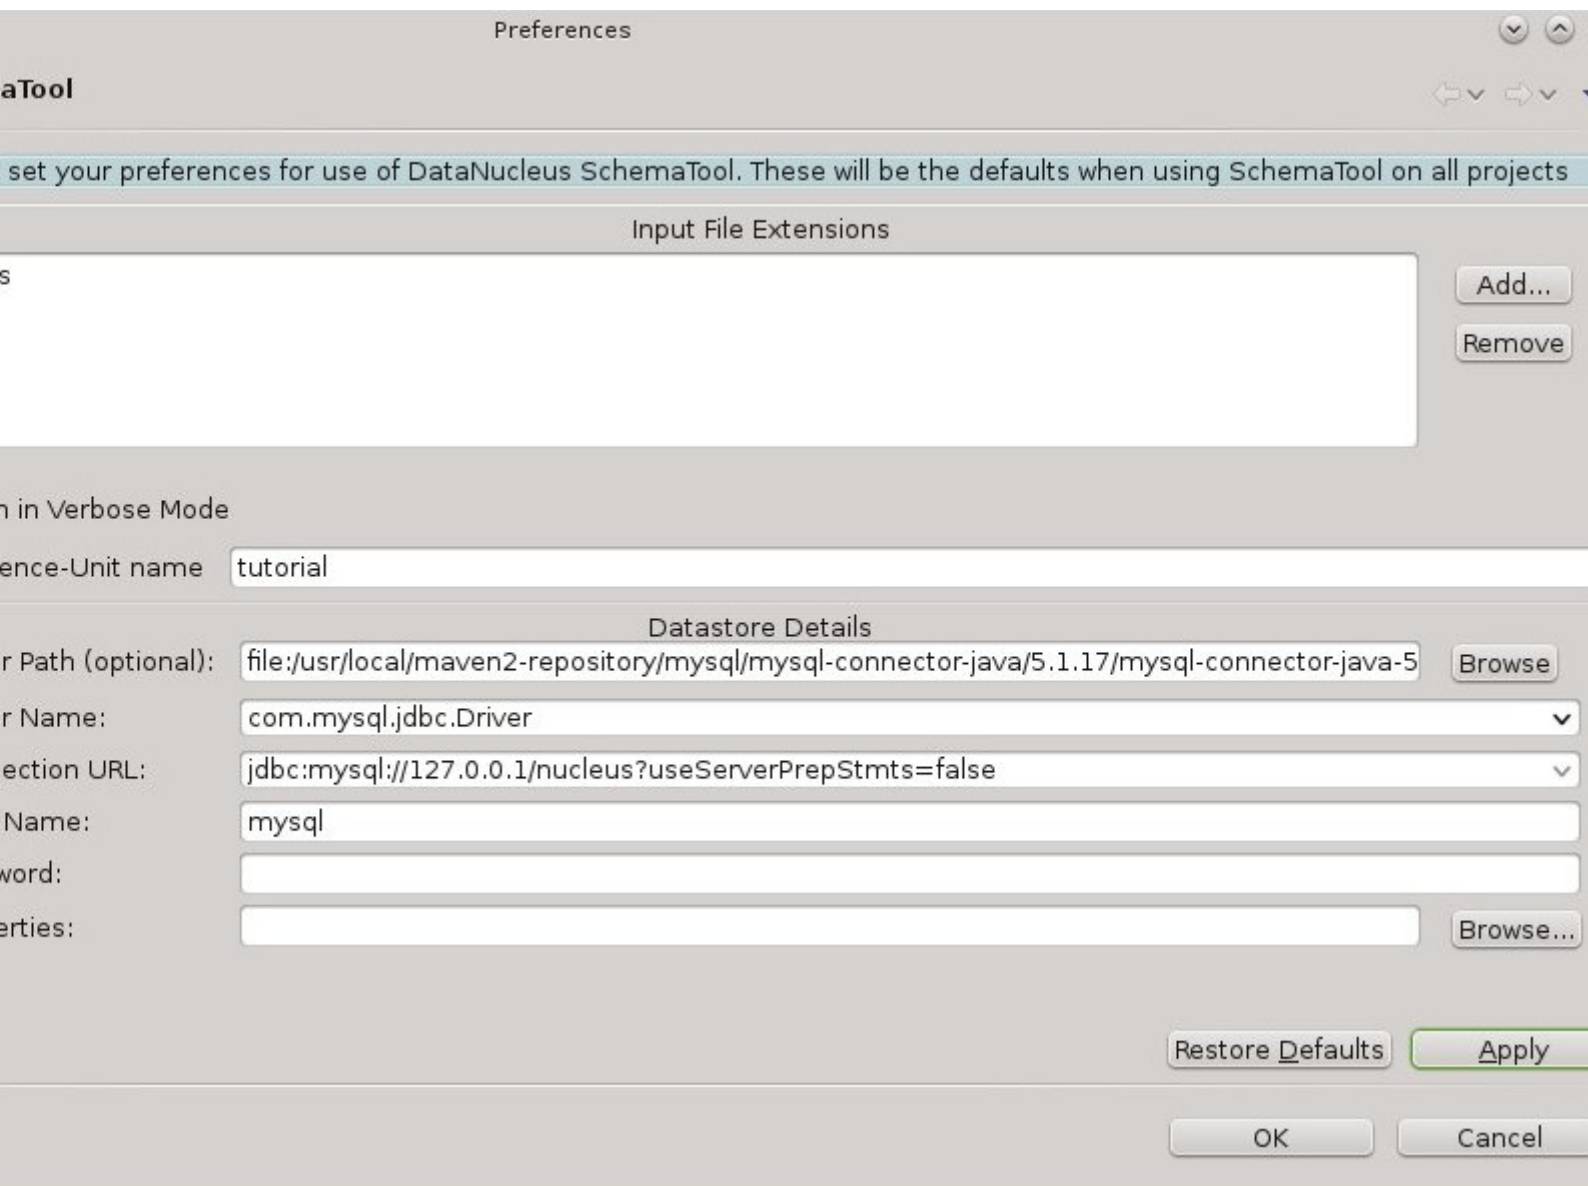 Preferences
aTool
set your preferences for use of DataNucleus SchemaTool. These will be the defaults when using SchemaTool on all projects
Input File Extensions
s
Add...
Remove
n in Verbose Mode
ence-Unit name tutorial
Datastore Details
r Path (optional): file:/usr/local/maven2-repository/mysql/mysql-connector-java/5.1.17/mysql-connector-java-5 Browse
r Name: com.mysql.jdbc.Driver
ection URL: jdbc:mysql://127.0.0.1/nucleus?useServerPrepStmts=false
Name: mysql
word:
erties: Browse...
Restore Defaults Apply
OK Cancel